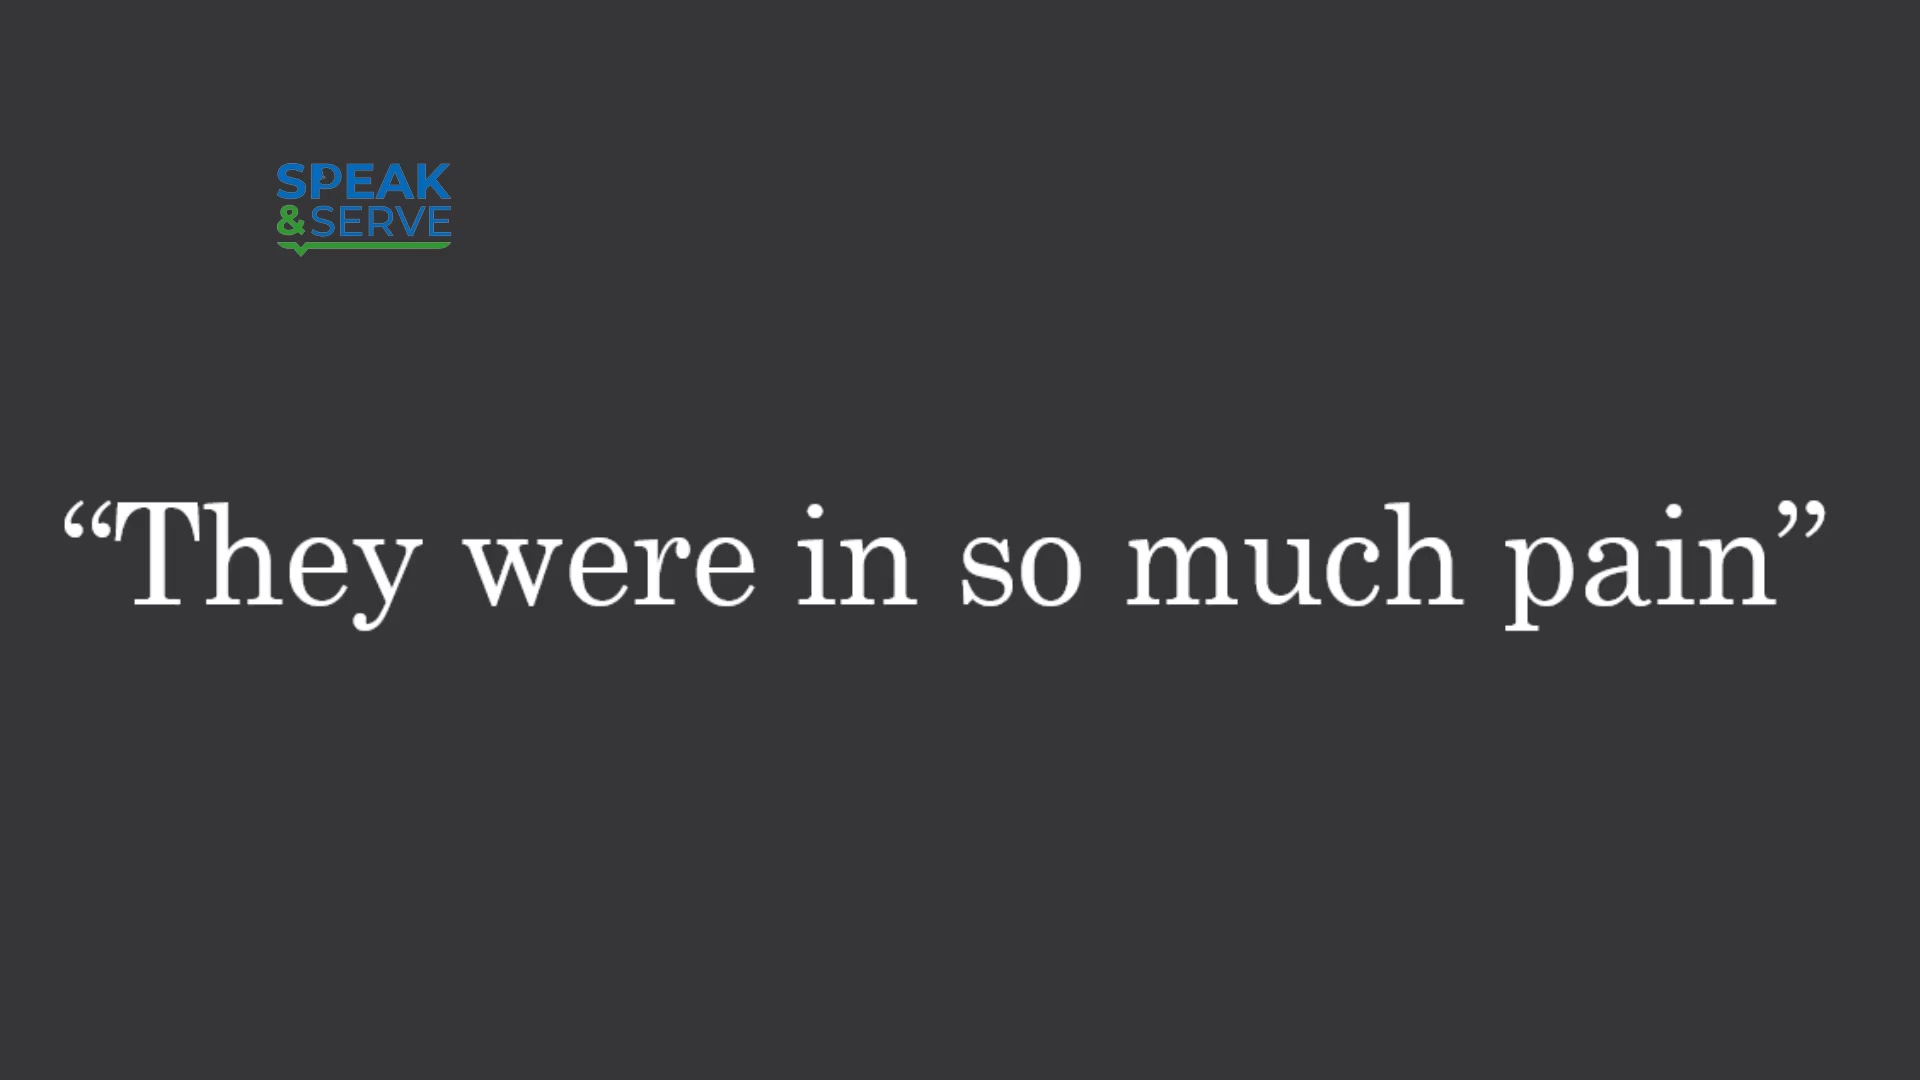 SPEAK
&SERVE
“They were in so much pain”